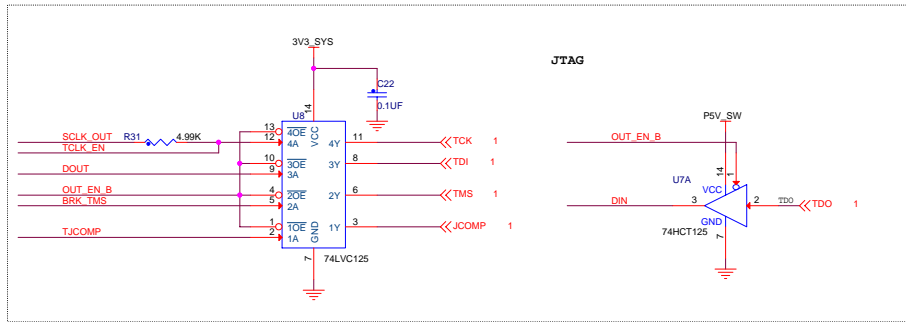 3V3_SYS
JTAG
C22
0.1UF
P5V_SW
U8
14
VCC
SCLK_OUT R31 4.99K
TCLK_EN
13 4OE
12 4A 4Y 11 TCK 1
OUT_EN_B
10 3OE 3Y 8 TDI 1
DOUT 9 3A
14 1
U7A
VCC
OUT_EN_B 4 2OE 2Y 6 TMS 1
BRK_TMS 5 2A
DIN 3 2 TDO TDO 1
1 1OE 1Y 3 JCOMP 1
TJCOMP 2 1A
GND
GND
74HCT125
7
7 74LVC125